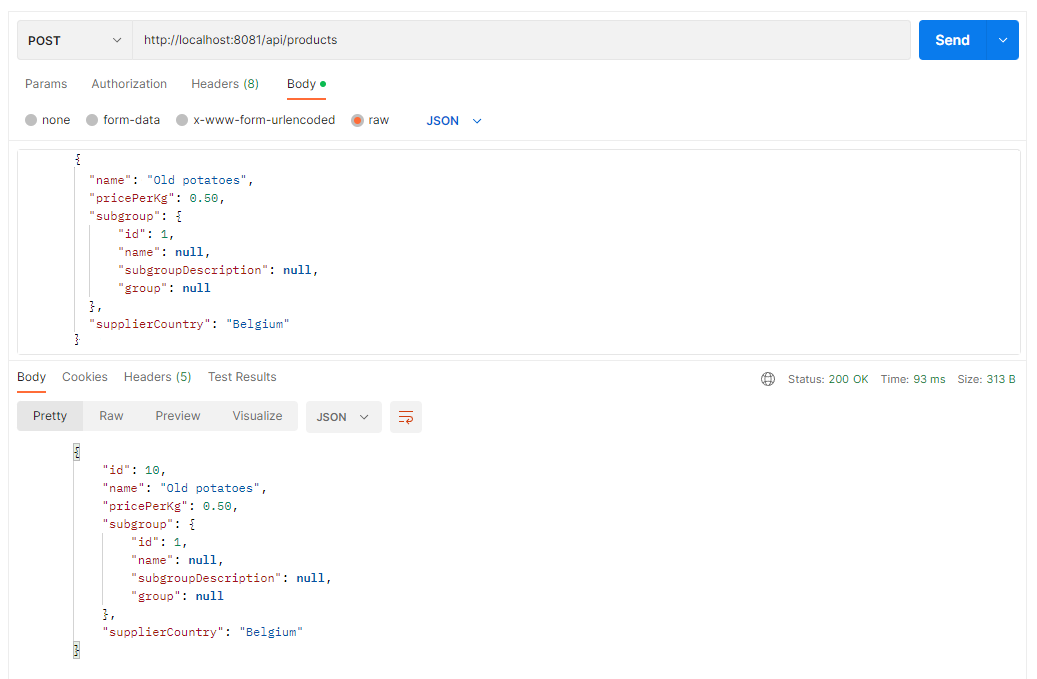 POST http://localhost:8081/api/products Send
Params Authorization Headers (8) Body
none form-data x-www-form-urlencoded raw JSON
{
"name": "Old potatoes",
"pricePerKg": 0.50,
"subgroup": {
"id": 1,
"name": null,
"subgroupDescription": null,
"group": null
},
"supplierCountry": "Belgium"
}
Body Cookies Headers (5) Test Results Status: 200 OK Time: 93 ms Size: 313 B
Pretty Raw Preview Visualize JSON
{
"id": 10,
"name": "Old potatoes",
"pricePerKg": 0.50,
"subgroup": {
"id": 1,
"name": null,
"subgroupDescription": null,
"group": null
},
"supplierCountry": "Belgium"
}